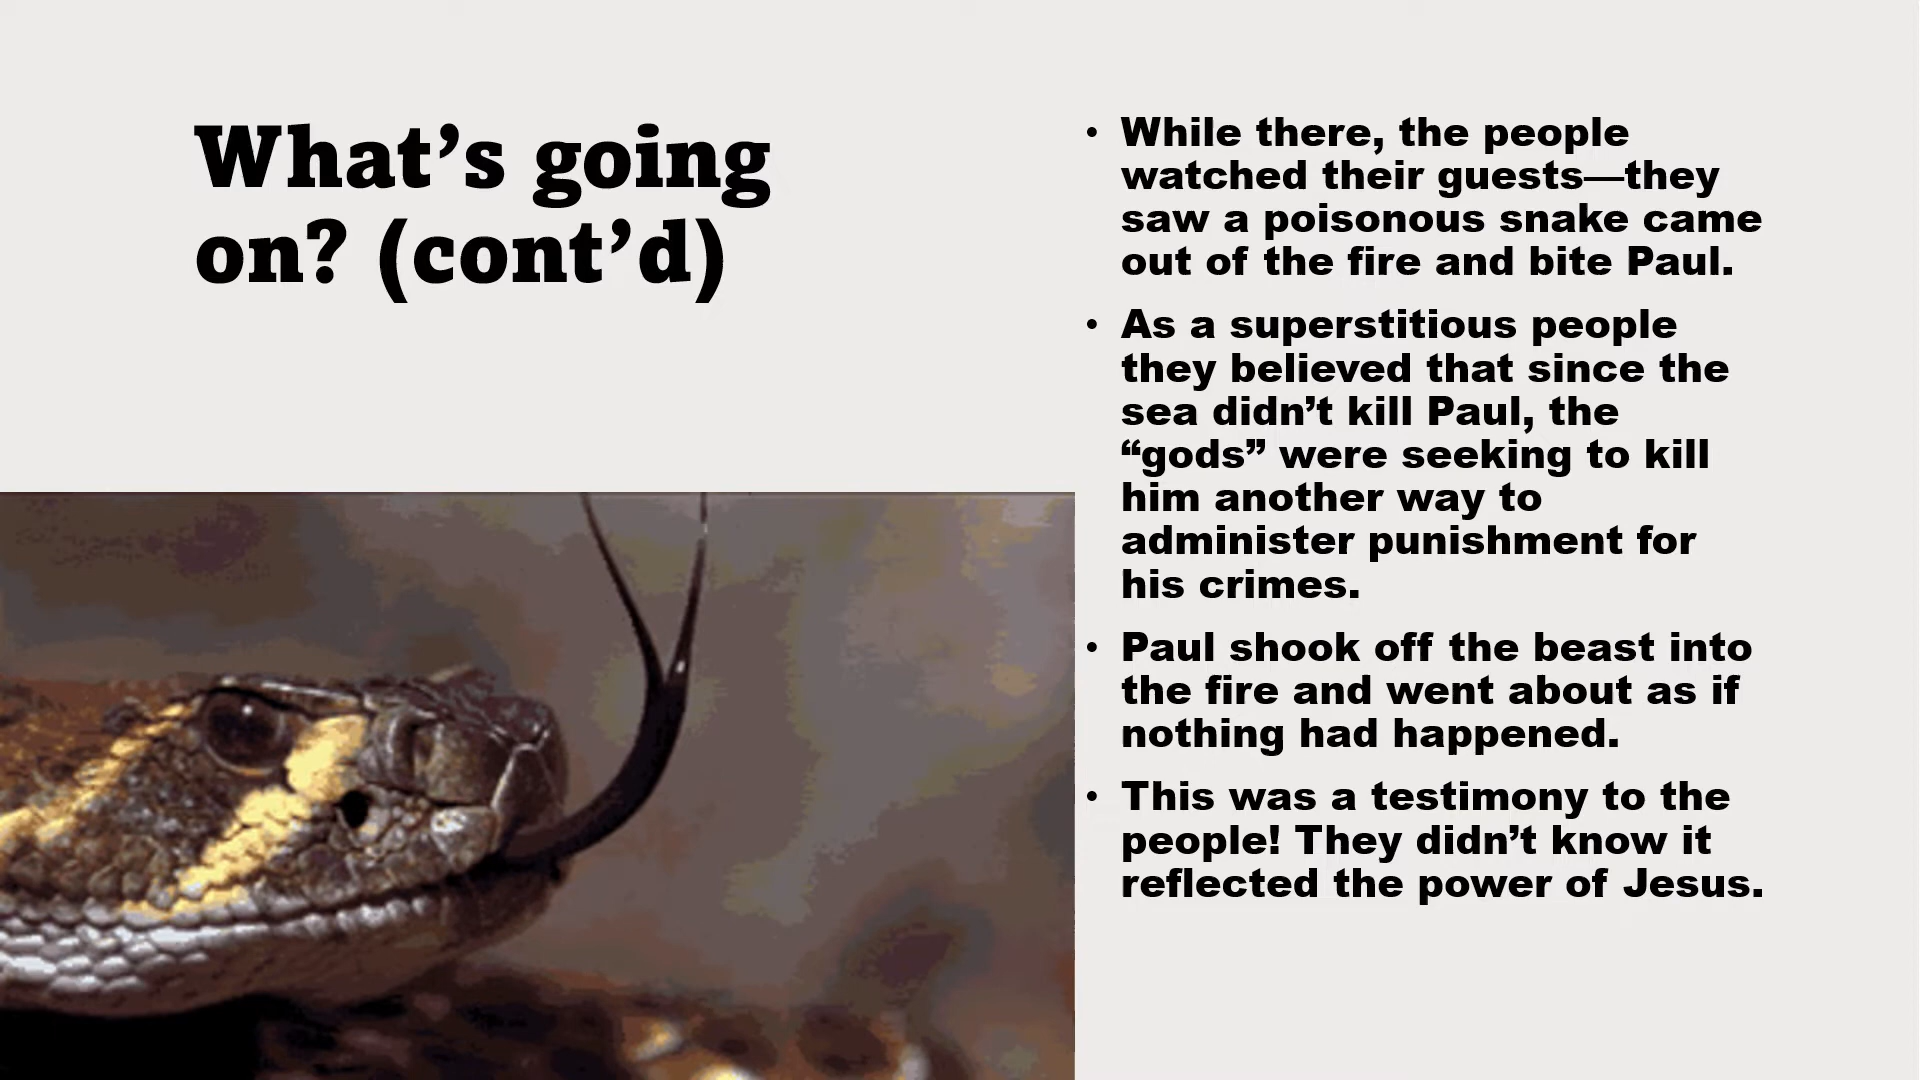 What’s going
on? (cont’d)
• While there, the people
watched their guests—they
saw a poisonous snake came
out of the fire and bite Paul.
• As a superstitious people
they believed that since the
sea didn’t kill Paul, the
“gods” were seeking to kill
him another way to
administer punishment for
his crimes.
• Paul shook off the beast into
the fire and went about as if
nothing had happened.
• This was a testimony to the
people! They didn’t know it
reflected the power of Jesus.